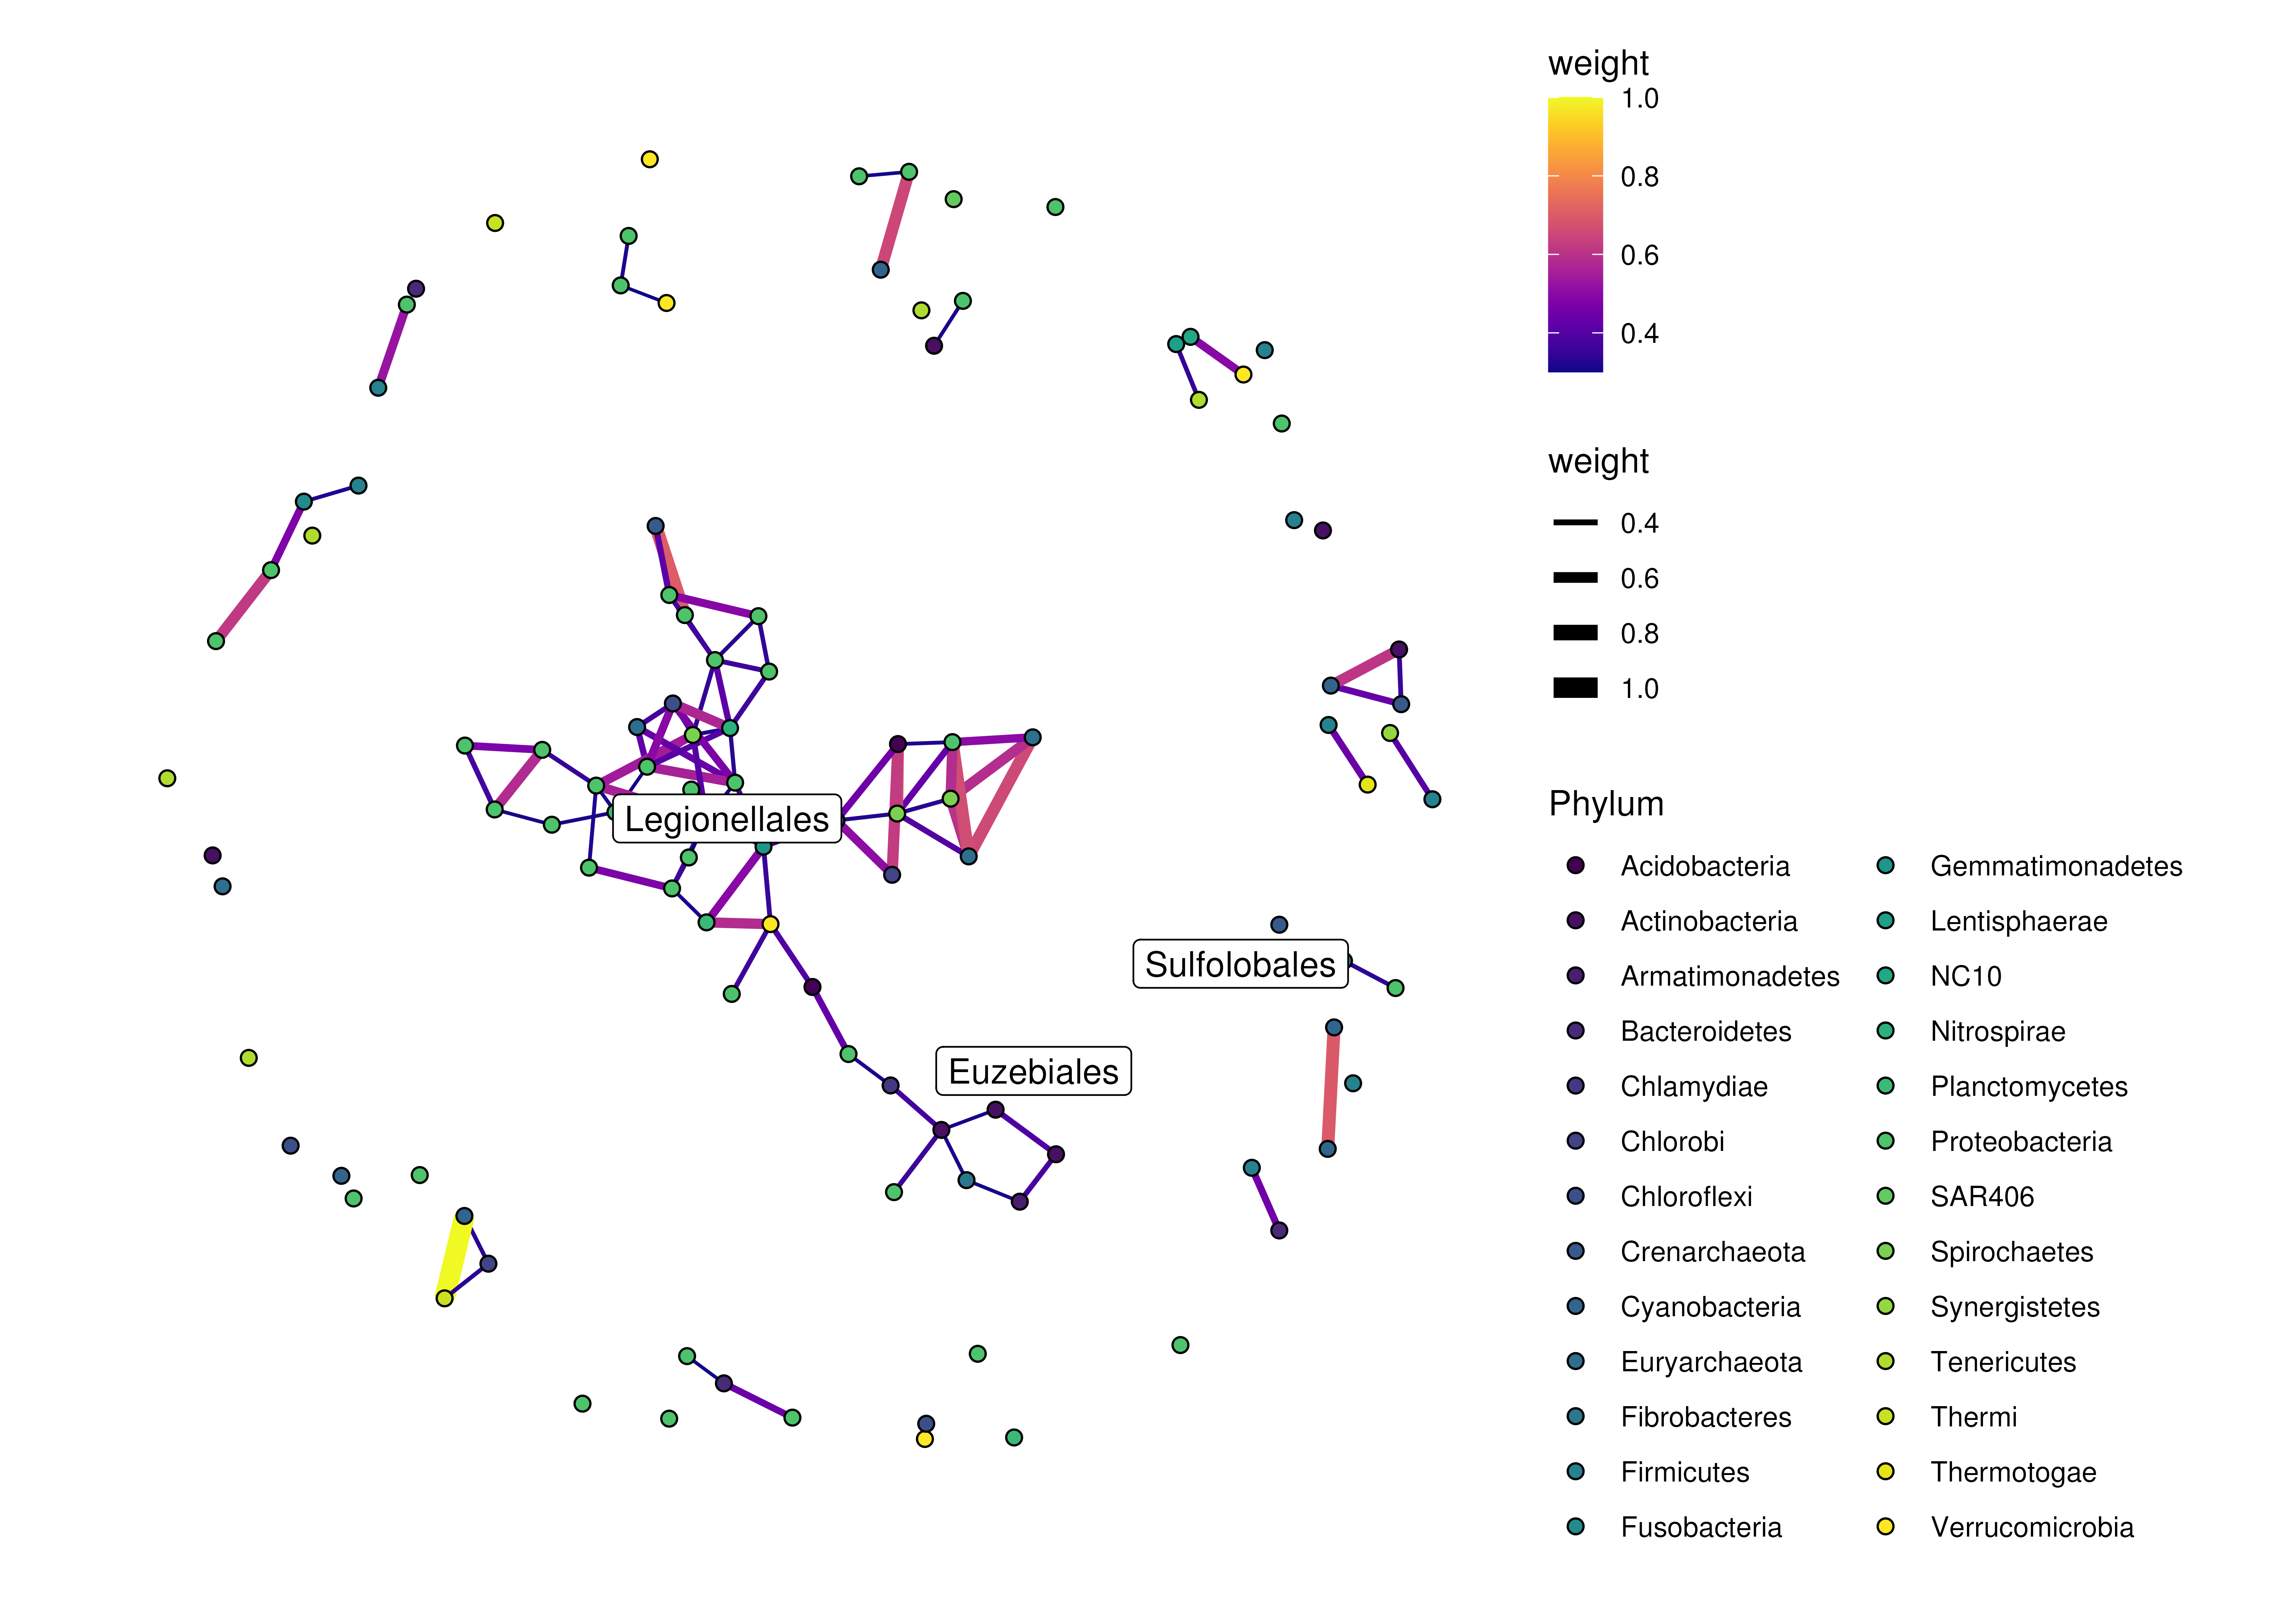 weight
1.0
0.8
0.6
0.4
weight
0.4
0.6
0.8
1.0
Phylum
Acidobacteria
Actinobacteria
Armatimonadetes
Bacteroidetes
Chlamydiae
Chlorobi
Chloroflexi
Crenarchaeota
Cyanobacteria
Euryarchaeota
Fibrobacteres
Firmicutes
Fusobacteria
Gemmatimonadetes
Lentisphaerae
NC10
Nitrospirae
Planctomycetes
Proteobacteria
SAR406
Spirochaetes
Synergistetes
Tenericutes
Thermi
Thermotogae
Verrucomicrobia
Legionellales
Sulfolobales
Euzebiales